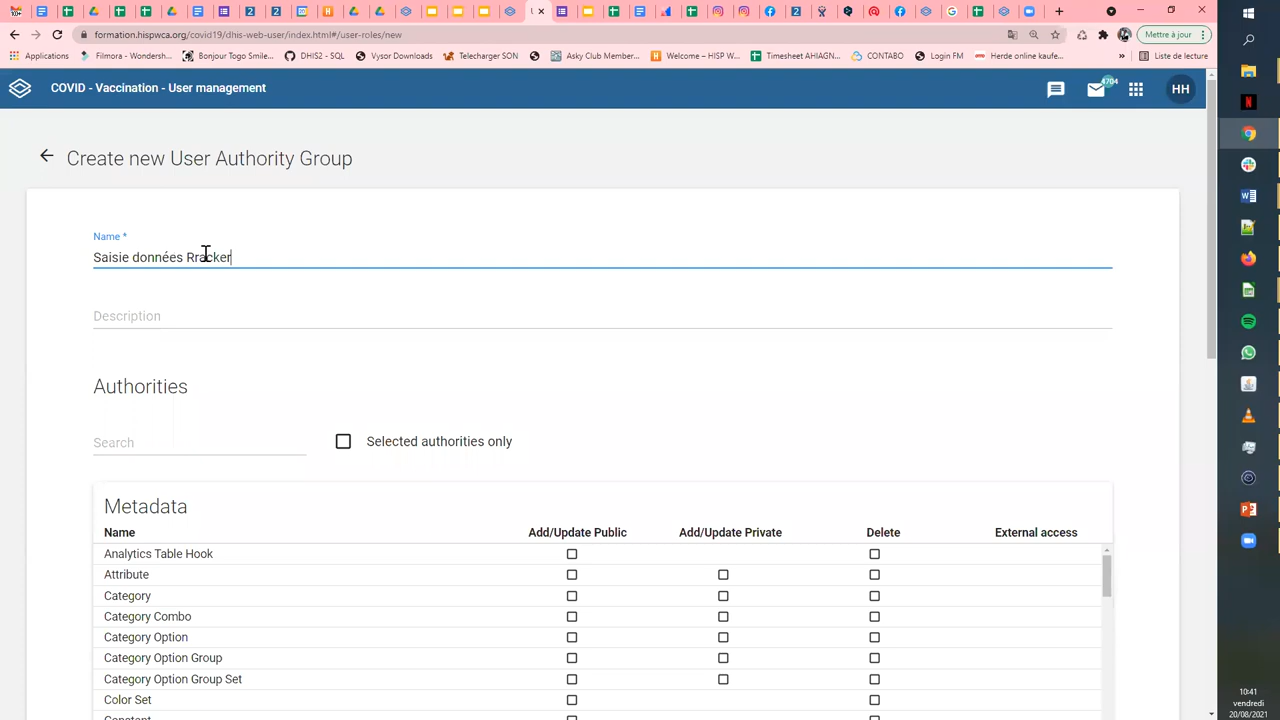 formation.hispwca.org/covid19/dhis-web-user/index.html#/user-roles/new
Mettre à jour
Applications
Filmora - Wondersh...
Bonjour Togo Smile...
DHIS2 - SQL
Vysor Downloads
Telecharger SON
Asky Club Member...
Welcome – HISP W...
Timesheet AHIAGN...
CONTABO
Login FM
Herde online kaufe...
»
Liste de lecture
COVID - Vaccination - User management
4704
HH
Create new User Authority Group
Name *
Saisie données Rracker
Description
Authorities
Search
Selected authorities only
Metadata
Name Add/Update Public Add/Update Private Delete External access
Analytics Table Hook
Attribute
Category
Category Combo
Category Option
Category Option Group
Category Option Group Set
Color Set
Constant
10:41
vendredi
20/08/2021